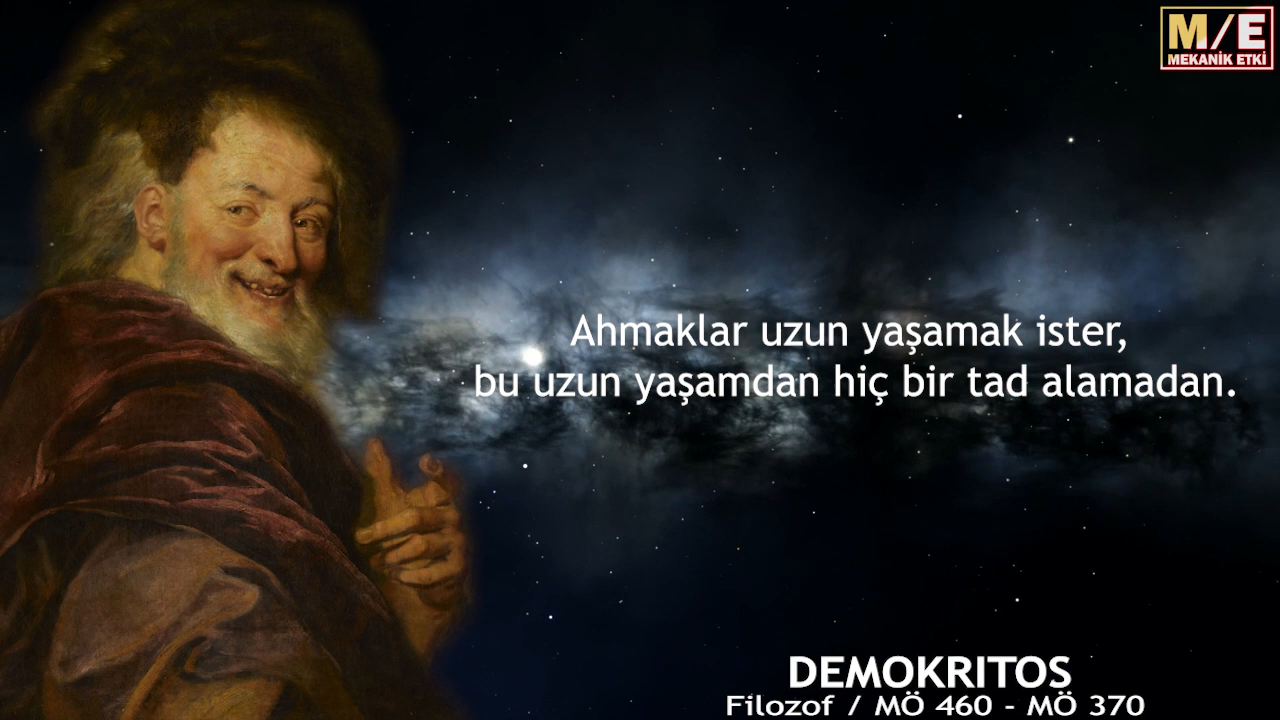 M/E
MEKANİK ETKİ
Ahmaklar uzun yaşamak ister,
bu uzun yaşamdan hiç bir tad alamadan.
DEMOKRITOS
Filozof / MÖ 460 - MÖ 370